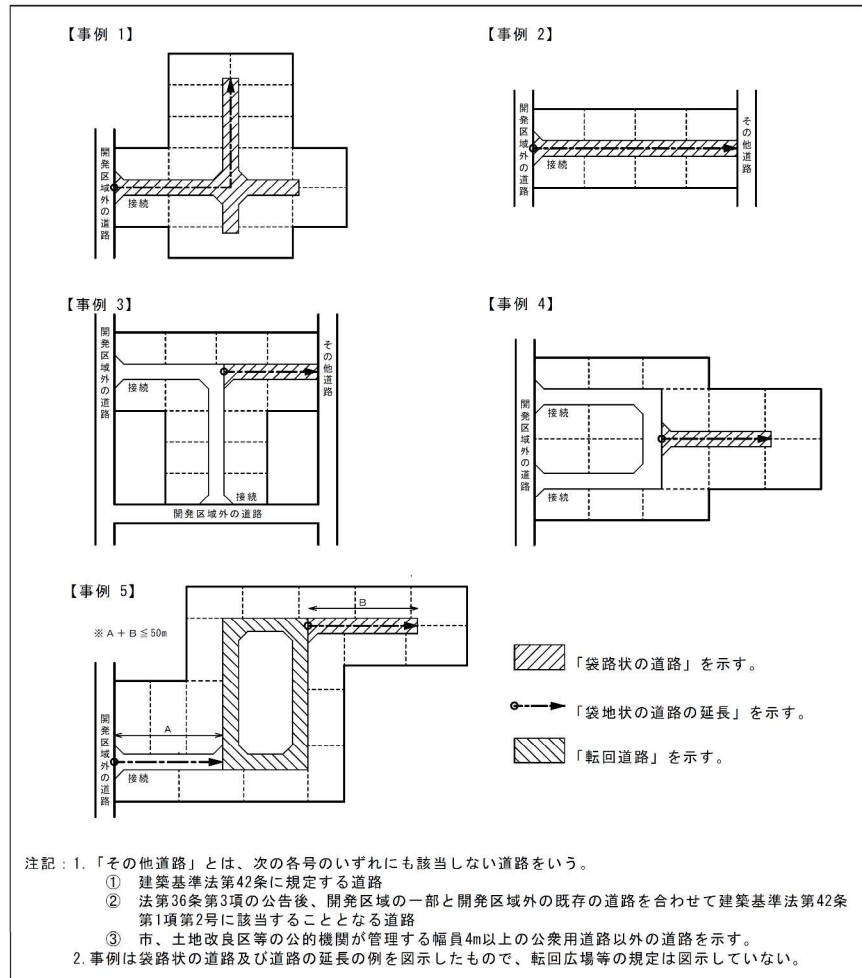 【事例 1】
開発区域外の道路
接続
【事例 2】
開発区域外の道路
接続
その他道路
【事例 3】
開発区域外の道路
接続
その他道路
接続
開発区域外の道路
【事例 4】
開発区域外の道路
接続
接続
【事例 5】
※A+B≦50m
B
A
開発区域外の道路
接続
「袋路状の道路」を示す。
「袋地状の道路の延長」を示す。
「転回道路」を示す。
注記：1.「その他道路」とは、次の各号のいずれにも該当しない道路をいう。
① 建築基準法第42条に規定する道路
② 法第36条第3項の公告後、開発区域の一部と開発区域外の既存の道路を合わせて建築基準法第42条
第1項第2号に該当することとなる道路
③ 市、土地改良区等の公的機関が管理する幅員4m以上の公衆用道路以外の道路を示す。
2.事例は袋路状の道路及び道路の延長の例を図示したもので、転回広場等の規定は図示していない。